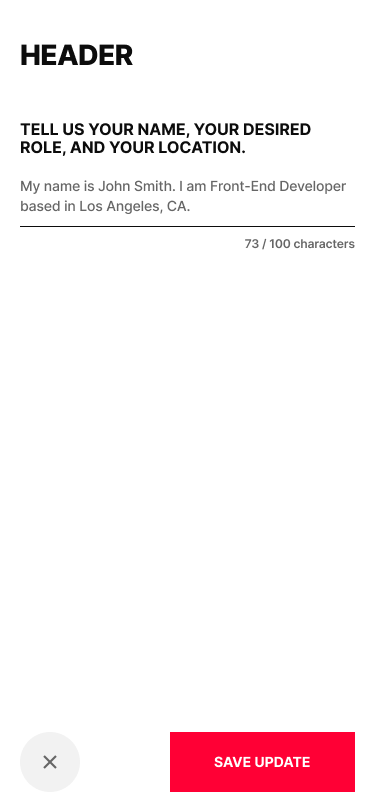 HEADER
TELL US YOUR NAME, YOUR DESIRED
ROLE, AND YOUR LOCATION.
My name is John Smith. I am Front-End Developer
based in Los Angeles, CA.
73 / 100 characters
SAVE UPDATE